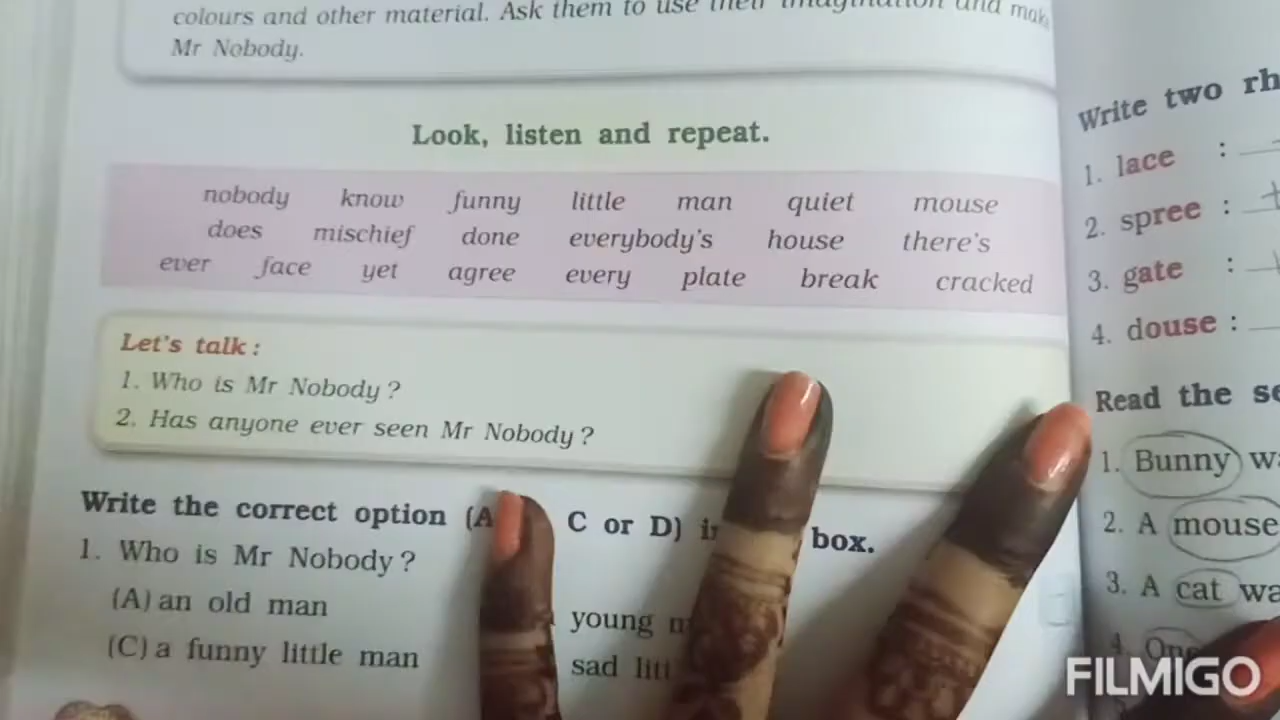 colours and other material. Ask them to use their imagination and make
Mr Nobody.
Look, listen and repeat.
nobody know funny little man quiet mouse
does mischief done everybody's house there's
ever face yet agree every plate break cracked
Let's talk :
1. Who is Mr Nobody ?
2. Has anyone ever seen Mr Nobody ?
Write the correct option (A C or D) box.
1. Who is Mr Nobody ?
(A) an old man young
(C) a funny little man sad
Write two
1. lace :
2. spree :
3. gate :
4. douse :
Read the
1. Bunny
2. A mouse
3. A cat
4. One
FILMIGO